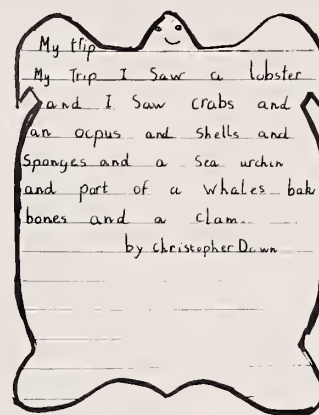 My trip
My Trip I Saw a lobster
and I Saw crabs and
an ocpus and shells and
Sponges and a Sea urchin
and part of a whales bak
bones and a clam.
by christopher Dawn